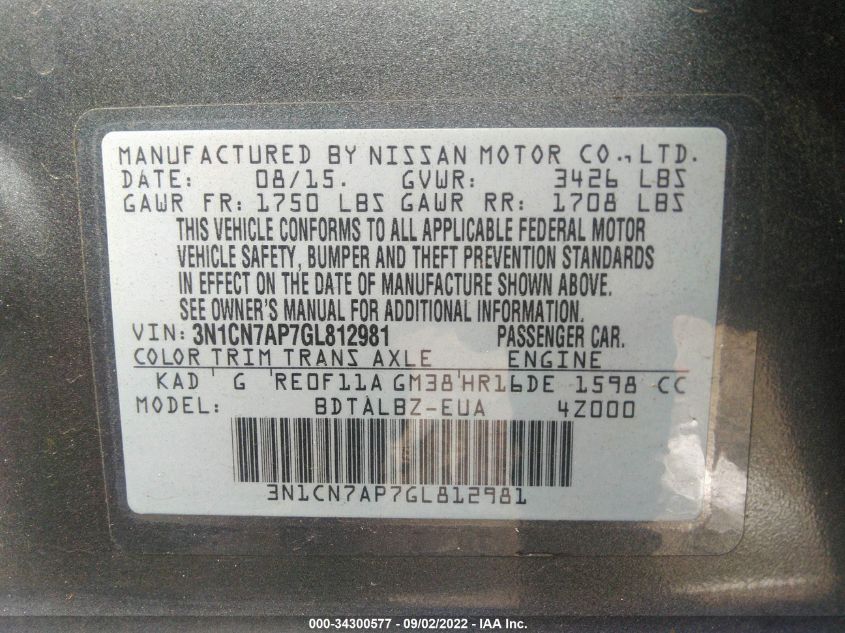 MANUFACTURED BY NISSAN MOTOR CO., LTD.
DATE: 08/15. GVWR: 3426 LBS
GAWR FR: 1750 LBS GAWR RR: 1708 LBS
THIS VEHICLE CONFORMS TO ALL APPLICABLE FEDERAL MOTOR
VEHICLE SAFETY, BUMPER AND THEFT PREVENTION STANDARDS
IN EFFECT ON THE DATE OF MANUFACTURE SHOWN ABOVE.
SEE OWNER'S MANUAL FOR ADDITIONAL INFORMATION.
VIN: 3N1CN7AP7GL812981 PASSENGER CAR.
COLOR TRIM TRANS AXLE ENGINE
KAD G RE0F11A GM38 HR16DE 1598 CC
MODEL: BDTALBZ-EUA 4Z000
3N1CN7AP7GL812981
000-34300577 - 09/02/2022 - IAA Inc.